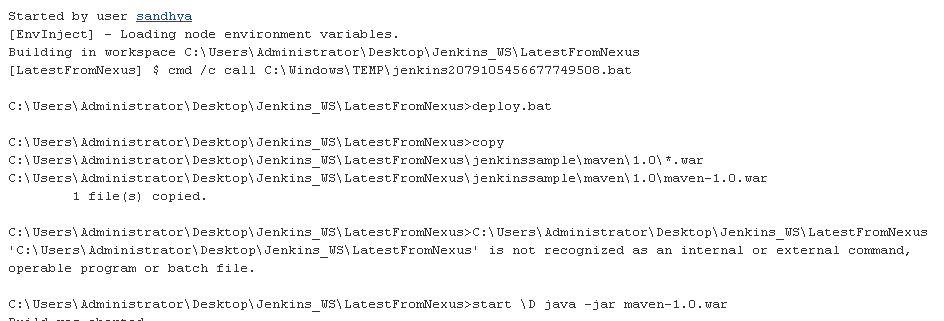 Started by user sandhya
[EnvInject] - Loading node environment variables.
Building in workspace C:\Users\Administrator\Desktop\Jenkins_WS\LatestFromNexus
[LatestFromNexus] $ cmd /c call C:\Windows\TEMP\jenkins2079105456677749508.bat
C:\Users\Administrator\Desktop\Jenkins_WS\LatestFromNexus>deploy.bat
C:\Users\Administrator\Desktop\Jenkins_WS\LatestFromNexus>copy
C:\Users\Administrator\Desktop\Jenkins_WS\LatestFromNexus\jenkinssample\maven\1.0\*.war
C:\Users\Administrator\Desktop\Jenkins_WS\LatestFromNexus\jenkinssample\maven\1.0\maven-1.0.war
1 file(s) copied.
C:\Users\Administrator\Desktop\Jenkins_WS\LatestFromNexus>C:\Users\Administrator\Desktop\Jenkins_WS\LatestFromNexus
'C:\Users\Administrator\Desktop\Jenkins_WS\LatestFromNexus' is not recognized as an internal or external command,
operable program or batch file.
C:\Users\Administrator\Desktop\Jenkins_WS\LatestFromNexus>start \D java -jar maven-1.0.war